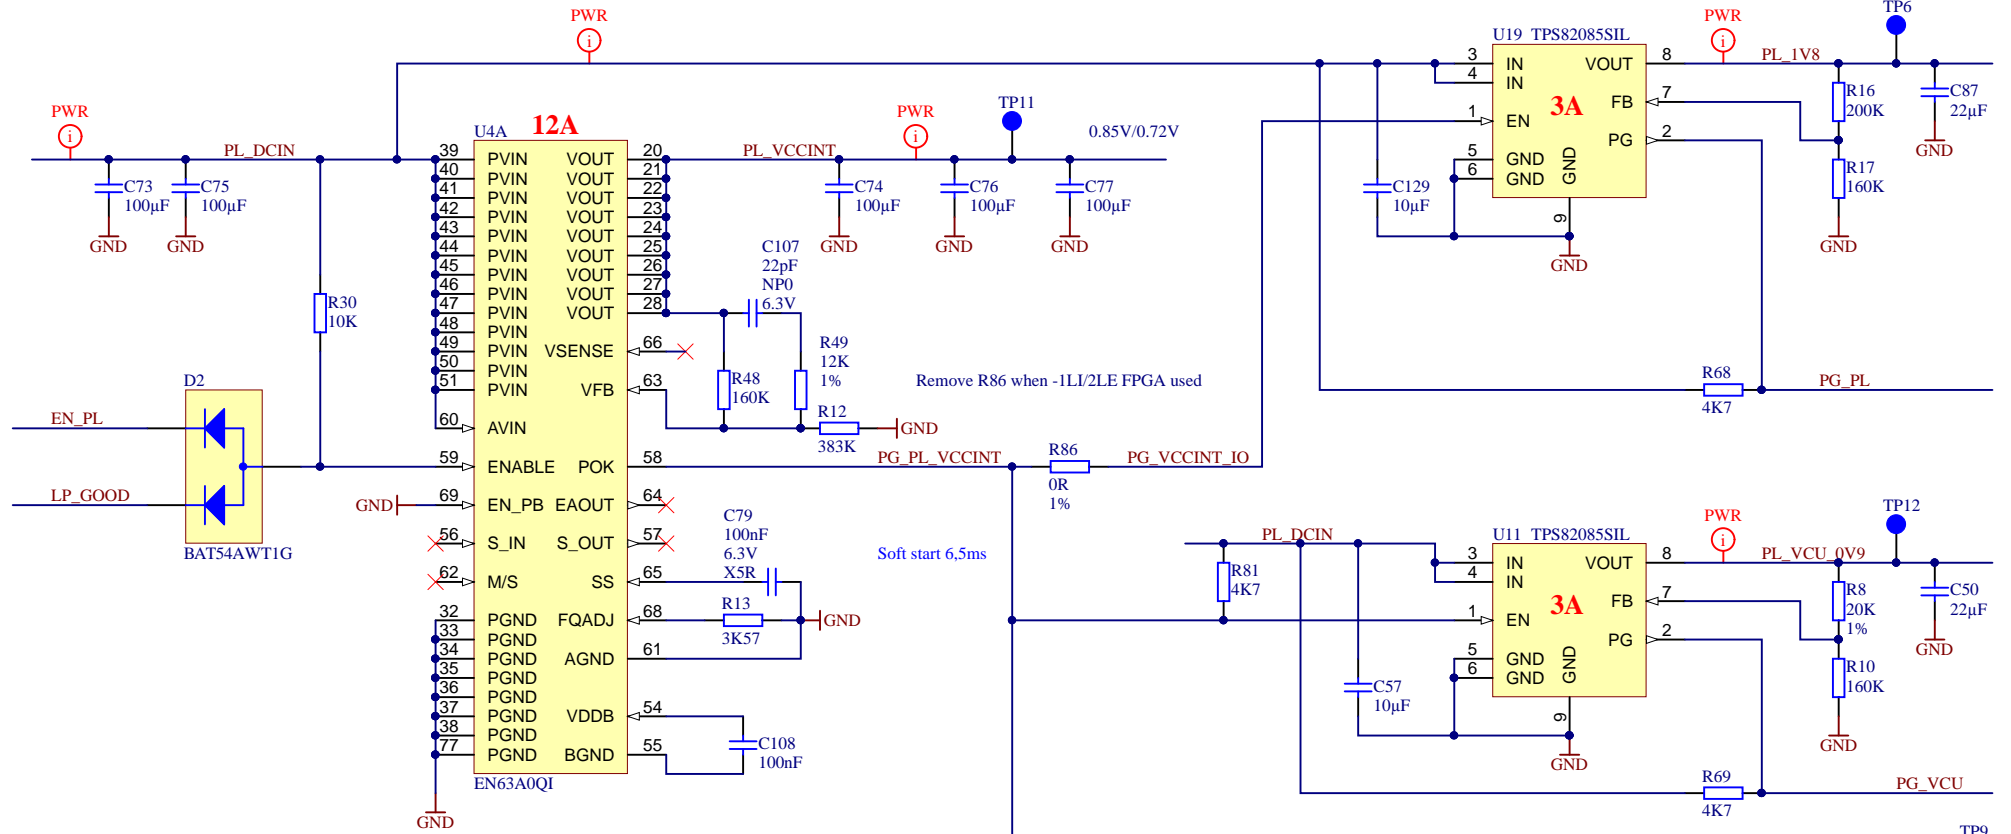 PWR
i
PL_DCIN
C73
100µF
GND
C75
100µF
GND
R30
10K
D2
EN_PL
LP_GOOD
BAT54AWT1G
PWR
i
U4A
12A
39 PVIN
40 PVIN
41 PVIN
42 PVIN
43 PVIN
44 PVIN
45 PVIN
46 PVIN
47 PVIN
48 PVIN
49 PVIN
50 PVIN
51 PVIN
60 AVIN
59 ENABLE
GND 69 EN_PB
56 S_IN
62 M/S
32 PGND
33 PGND
34 PGND
35 PGND
36 PGND
37 PGND
38 PGND
77 PGND
GND
EN63A0QI
VOUT 20
VOUT 21
VOUT 22
VOUT 23
VOUT 24
VOUT 25
VOUT 26
VOUT 27
VOUT 28
VSENSE 66
VFB 63
POK 58
EAOUT 64
S_OUT 57
SS 65
FQADJ 68
AGND 61
VDDB 54
BGND 55
PL_VCCINT
PWR
i
TP11
0.85V/0.72V
C74
100µF
GND
C76
100µF
GND
C77
100µF
GND
C107
22pF
NP0
6.3V
R48
160K
R49
12K
1%
R12
383K
GND
Remove R86 when -1LI/2LE FPGA used
PG_PL_VCCINT
R86
0R
1%
PG_VCCINT_IO
C79
100nF
6.3V
X5R
Soft start 6,5ms
R13
3K57
GND
C108
100nF
U19 TPS82085SIL
3A
3 IN
4 IN
1 EN
5 GND
6 GND
GND
9
GND
VOUT 8
FB 7
PG 2
C129
10µF
PWR
i
PL_1V8
TP6
R16
200K
R17
160K
GND
C87
22µF
GND
R68
4K7
PG_PL
PL_DCIN
R81
4K7
C57
10µF
U11 TPS82085SIL
3A
3 IN
4 IN
1 EN
5 GND
6 GND
GND
9
GND
VOUT 8
FB 7
PG 2
PWR
i
PL_VCU_0V9
TP12
R8
20K
1%
R10
160K
GND
C50
22µF
GND
R69
4K7
PG_VCU
TP9